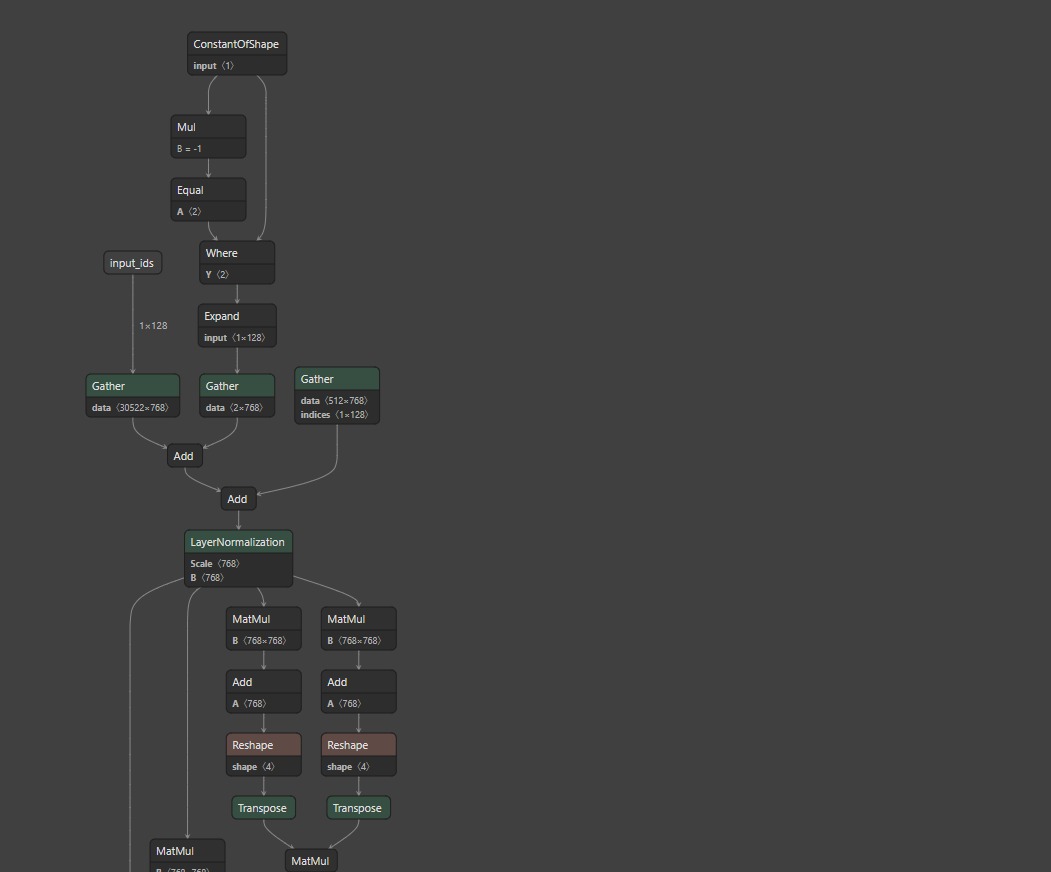 ConstantOfShape
input ⟨1⟩
Mul
B = -1
Equal
A ⟨2⟩
Where
Y ⟨2⟩
input_ids
Expand
input ⟨1×128⟩
1×128
Gather
data ⟨30522×768⟩
Gather
data ⟨2×768⟩
Gather
data ⟨512×768⟩
indices ⟨1×128⟩
Add
Add
LayerNormalization
Scale ⟨768⟩
B ⟨768⟩
MatMul
B ⟨768×768⟩
MatMul
B ⟨768×768⟩
Add
A ⟨768⟩
Add
A ⟨768⟩
Reshape
shape ⟨4⟩
Reshape
shape ⟨4⟩
Transpose
Transpose
MatMul
B ⟨768×768⟩
MatMul